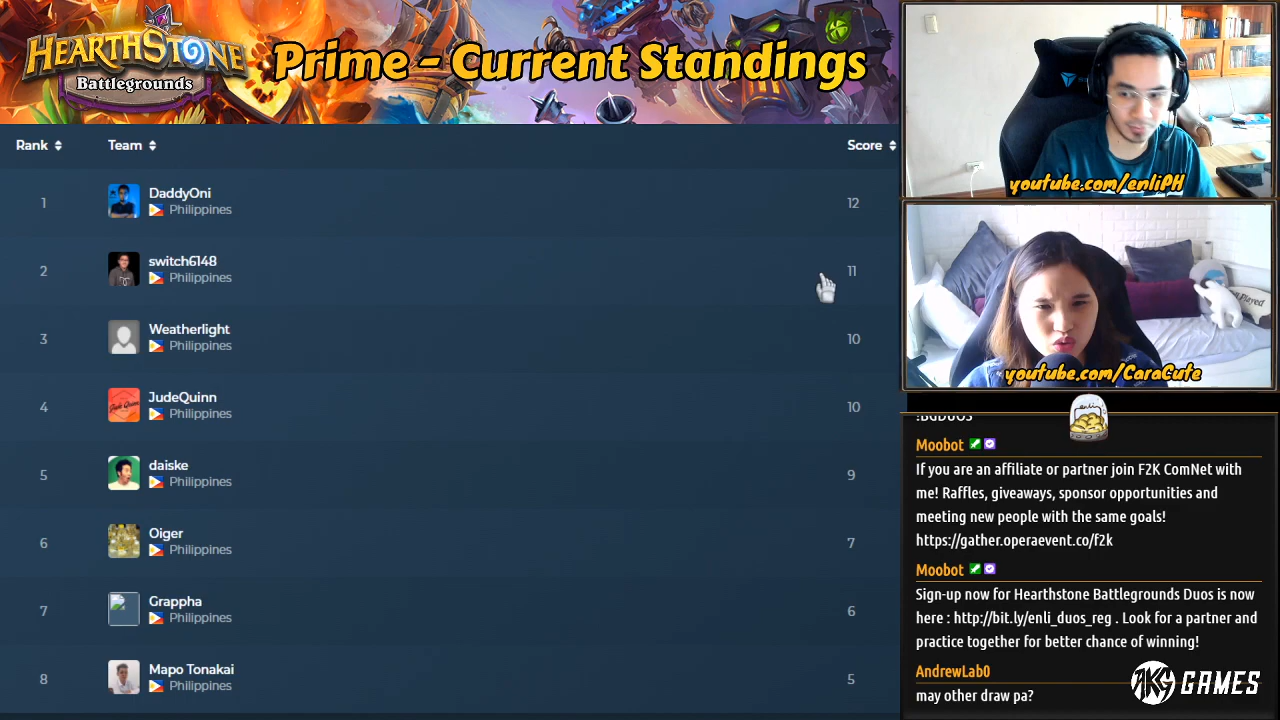 HEARTHSTONE
Battlegrounds
Prime - Current Standings
Rank Team Score
1 DaddyOni 12
Philippines
2 switch6148 11
Philippines
3 Weatherlight 10
Philippines
4 JudeQuinn 10
Philippines
5 daiske 9
Philippines
6 Oiger 7
Philippines
7 Grappha 6
Philippines
8 Mapo Tonakai 5
Philippines
youtube.com/enliPH
youtube.com/CaraCute
enli
!BGDUOS
Moobot
If you are an affiliate or partner join F2K ComNet with
me! Raffles, giveaways, sponsor opportunities and
meeting new people with the same goals!
https://gather.operaevent.co/f2k
Moobot
Sign-up now for Hearthstone Battlegrounds Duos is now
here : http://bit.ly/enli_duos_reg . Look for a partner and
practice together for better chance of winning!
AndrewLab0
may other draw pa?
AKG GAMES